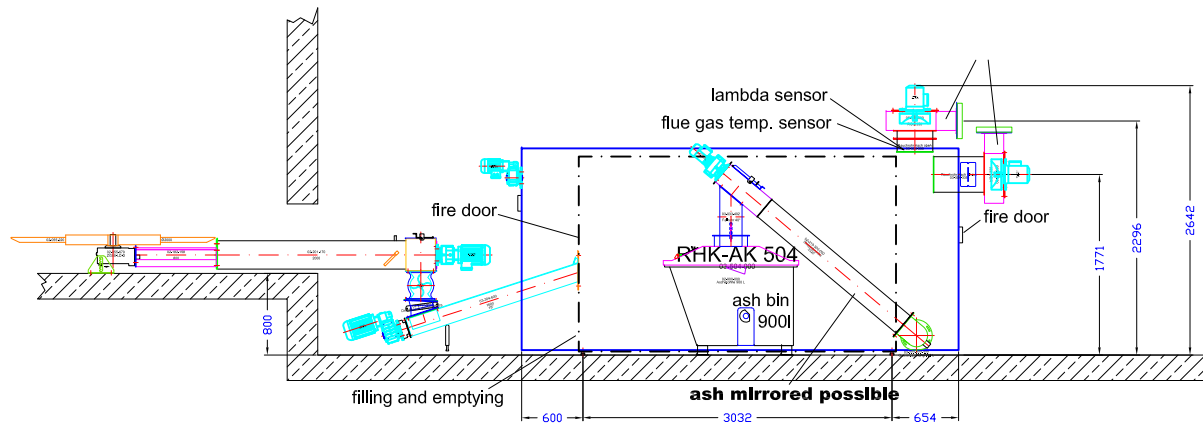 lambda sensor
flue gas temp. sensor
fire door
fire door
RHK-AK 504
ash bin
900l
800
1771
2296
2642
filling and emptying
ash mirrored possible
600
3032
654